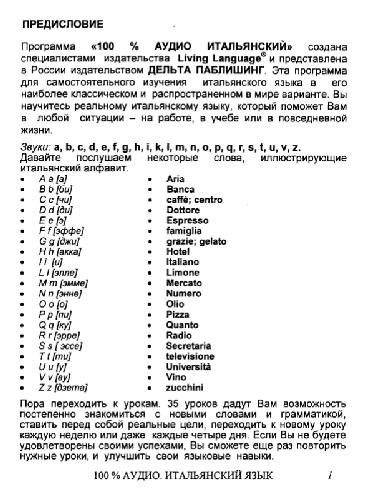 ПРЕДИСЛОВИЕ
Программа «100 % АУДИО ИТАЛЬЯНСКИЙ» создана
специалистами издательства Living Language® и представлена
в России издательством ДЕЛЬТА ПАБЛИШИНГ. Эта программа
для самостоятельного изучения итальянского языка в его
наиболее классическом и распространенном в мире варианте. Вы
научитесь реальному итальянскому языку, который поможет Вам
в любой ситуации – на работе, в учебе или в повседневной
жизни.
Звуки: a, b, c, d, e, f, g, h, i, k, l, m, n, o, p, q, r, s, t, u, v, z.
Давайте послушаем некоторые слова, иллюстрирующие
итальянский алфавит.
• A a [а] • Aria
• B b [би] • Banca
• C c [чи] • caffè; centro
• D d [ди] • Dottore
• E e [э] • Espresso
• F f [эффе] • famiglia
• G g [джи] • grazie; gelato
• H h [акка] • Hotel
• I i [и] • Italiano
• L l [элле] • Limone
• M m [эмме] • Mercato
• N n [энне] • Numero
• O o [о] • Olio
• P p [пи] • Pizza
• Q q [ку] • Quanto
• R r [эрре] • Radio
• S s [ эссе] • Secretaria
• T t [ти] • televisione
• U u [у] • Università
• V v [ву] • Vino
• Z z [дзета] • zucchini
Пора переходить к урокам. 35 уроков дадут Вам возможность
постепенно знакомиться с новыми словами и грамматикой,
ставить перед собой реальные цели, переходить к новому уроку
каждую неделю или даже каждые четыре дня. Если Вы не будете
удовлетворены своими успехами, Вы сможете еще раз повторить
нужные уроки, и улучшить свои языковые навыки.
100 % АУДИО. ИТАЛЬЯНСКИЙ ЯЗЫК 1